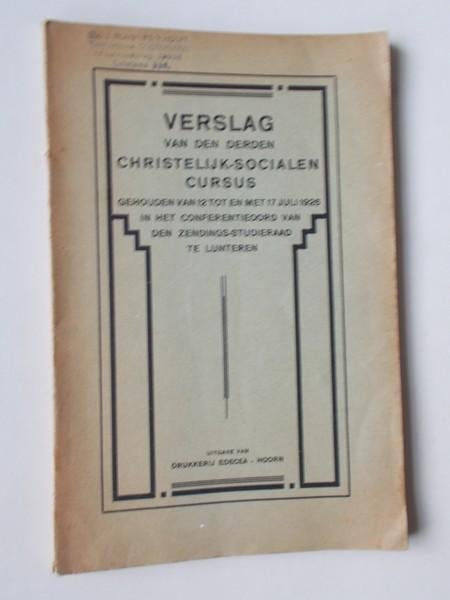 VERSLAG
VAN DEN DERDEN
CHRISTELIJK-SOCIALEN
CURSUS
GEHOUDEN VAN 12 TOT EN MET 17 JULI 1926
IN HET CONFERENTIEOORD VAN
DEN ZENDINGS-STUDIERAAD
TE LUNTEREN
UITGAVE VAN
DRUKKERIJ EDECEA - HOORN